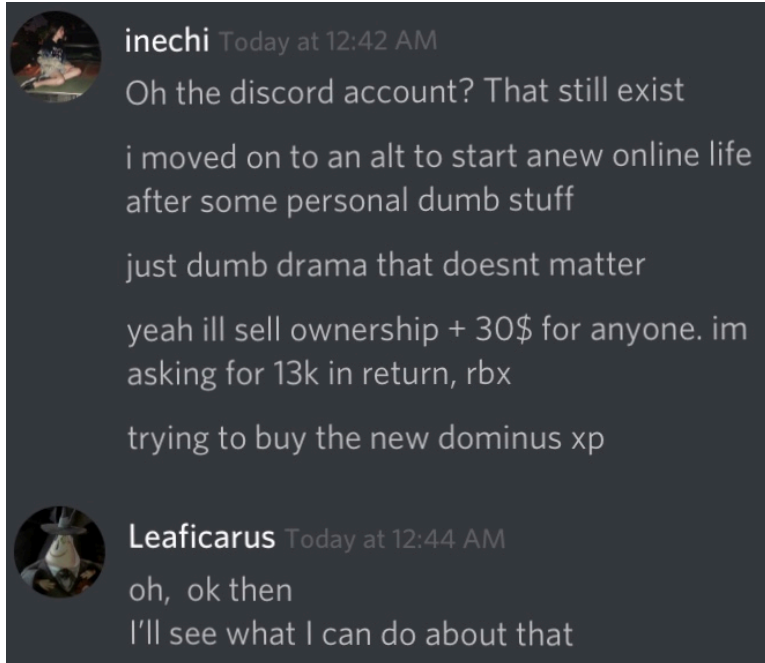 inechi Today at 12:42 AM
Oh the discord account? That still exist
i moved on to an alt to start anew online life
after some personal dumb stuff
just dumb drama that doesnt matter
yeah ill sell ownership + 30$ for anyone. im
asking for 13k in return, rbx
trying to buy the new dominus xp
Leaficarus Today at 12:44 AM
oh, ok then
I'll see what I can do about that